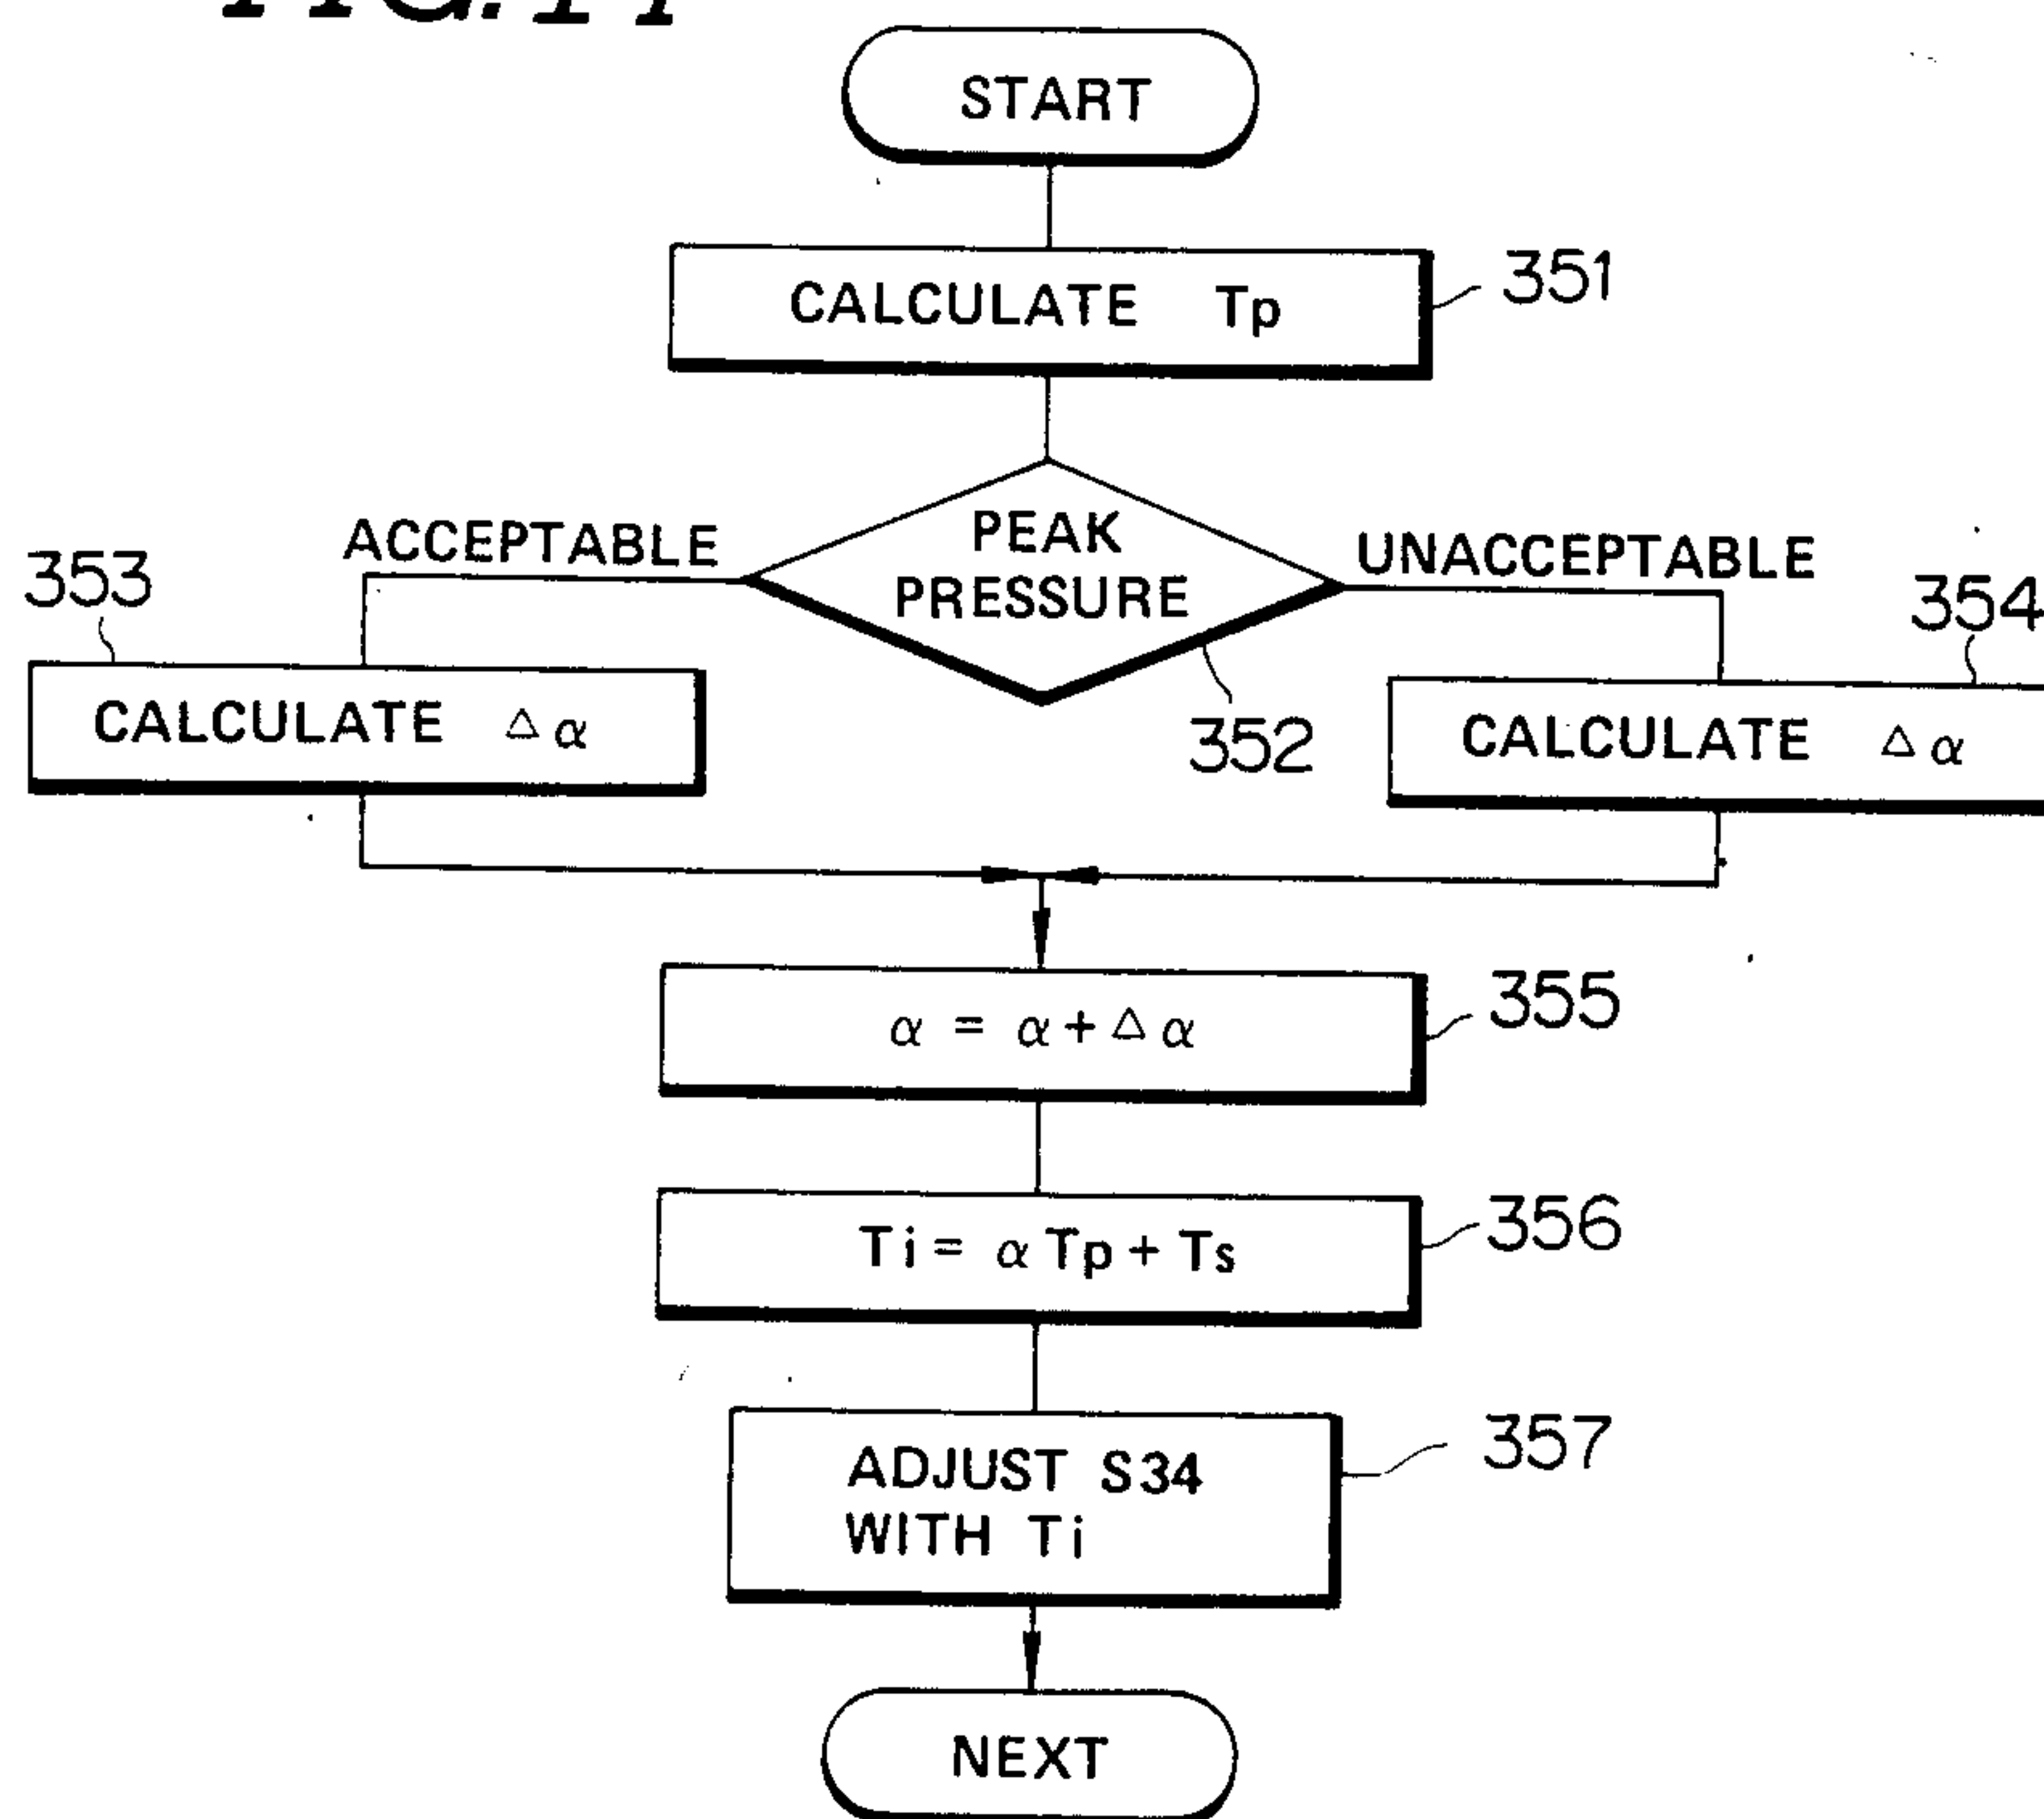 START
CALCULATE Tp
351
PEAK
PRESSURE
ACCEPTABLE
UNACCEPTABLE
353
354
352
CALCULATE Δα
CALCULATE Δα
α = α + Δα
355
Ti = α Tp + Ts
356
ADJUST S34
WITH Ti
357
NEXT